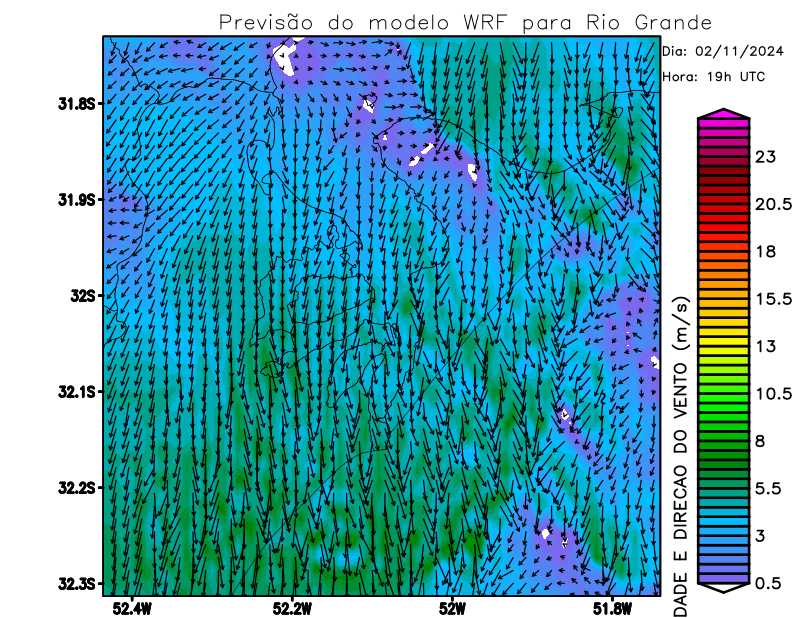 Previsão do modelo WRF para Rio Grande
Dia: 02/11/2024
Hora: 19h UTC
31.8S
31.9S
32S
32.1S
32.2S
32.3S
52.4W
52.2W
52W
51.8W
DADE E DIRECAO DO VENTO (m/s)
23
20.5
18
15.5
13
10.5
8
5.5
3
0.5